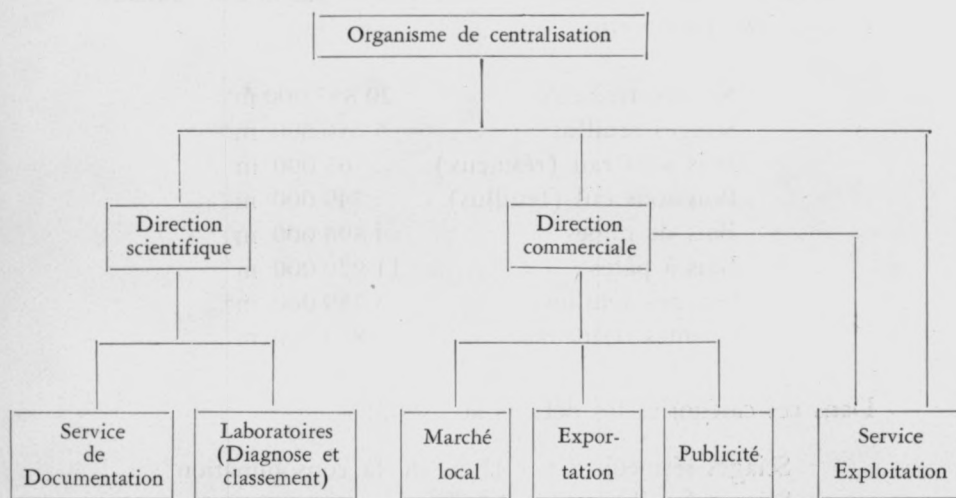 Organisme de centralisation
Direction
scientifique
Direction
commerciale
Service
de
Documentation
Laboratoires
(Diagnose et
classement)
Marché
local
Expor-
tation
Publicité
Service
Exploitation